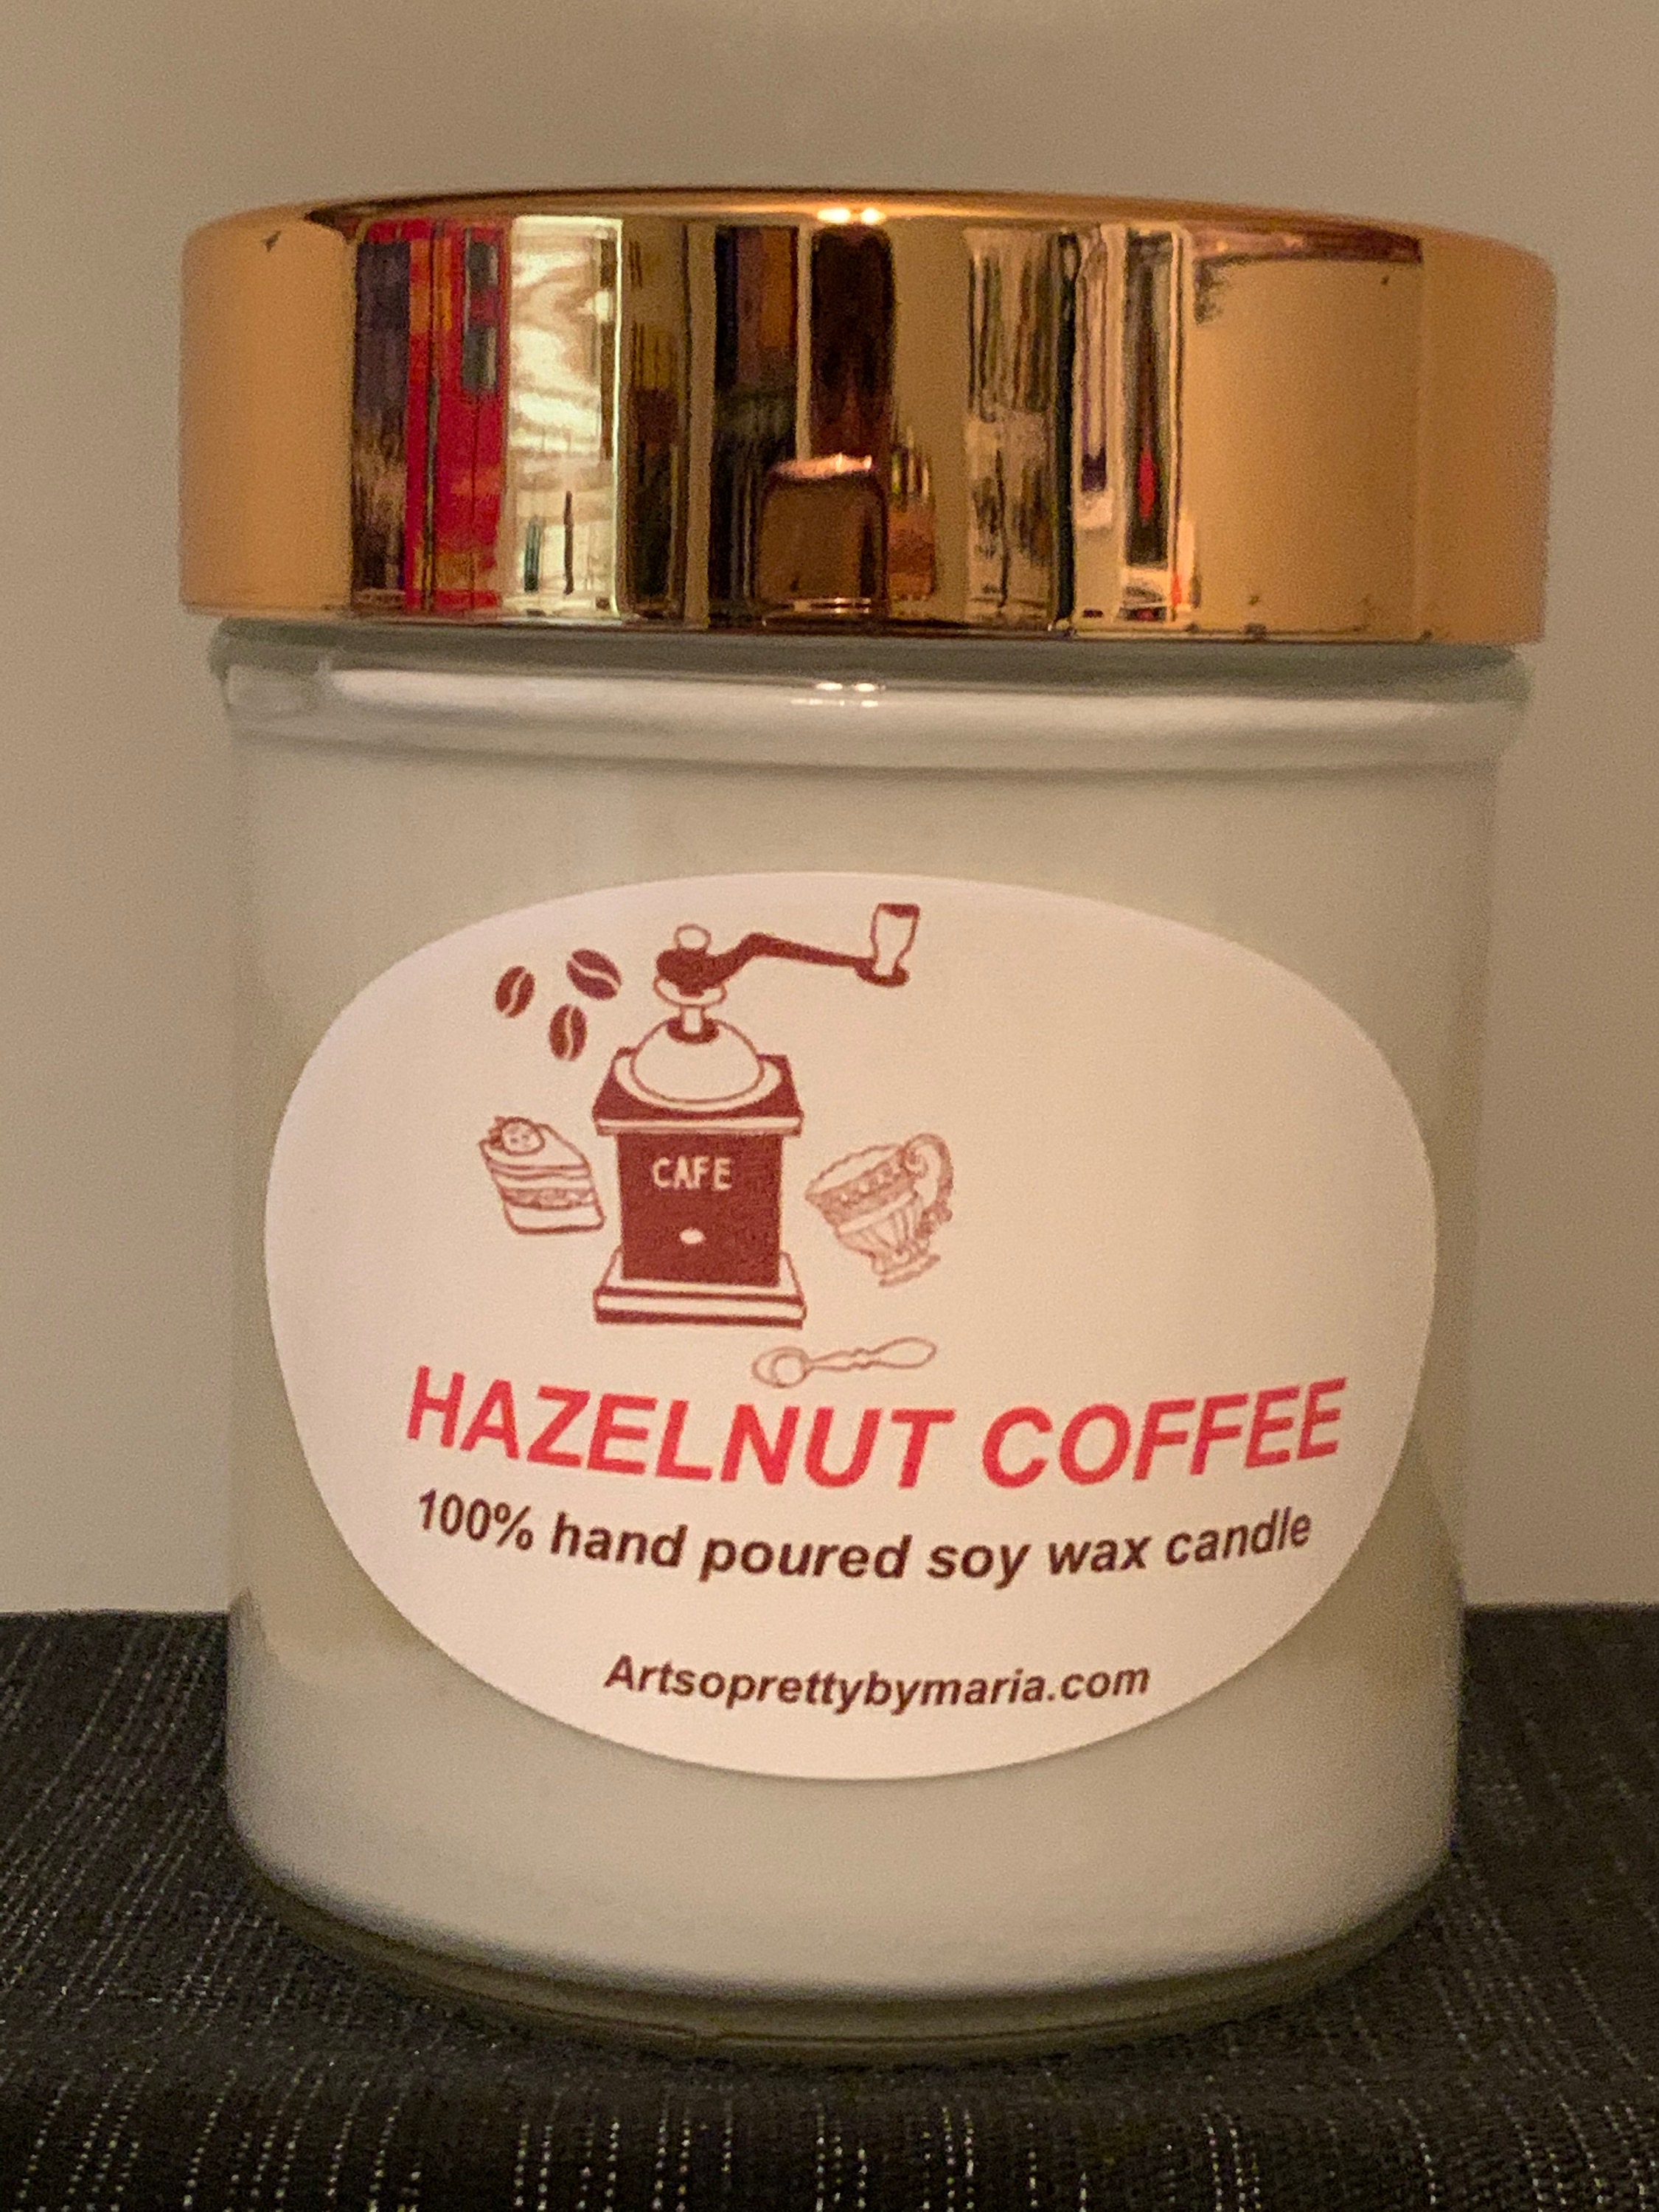 CAFE
HAZELNUT COFFEE
100% hand poured soy wax candle
Artsoprettybymaria.com